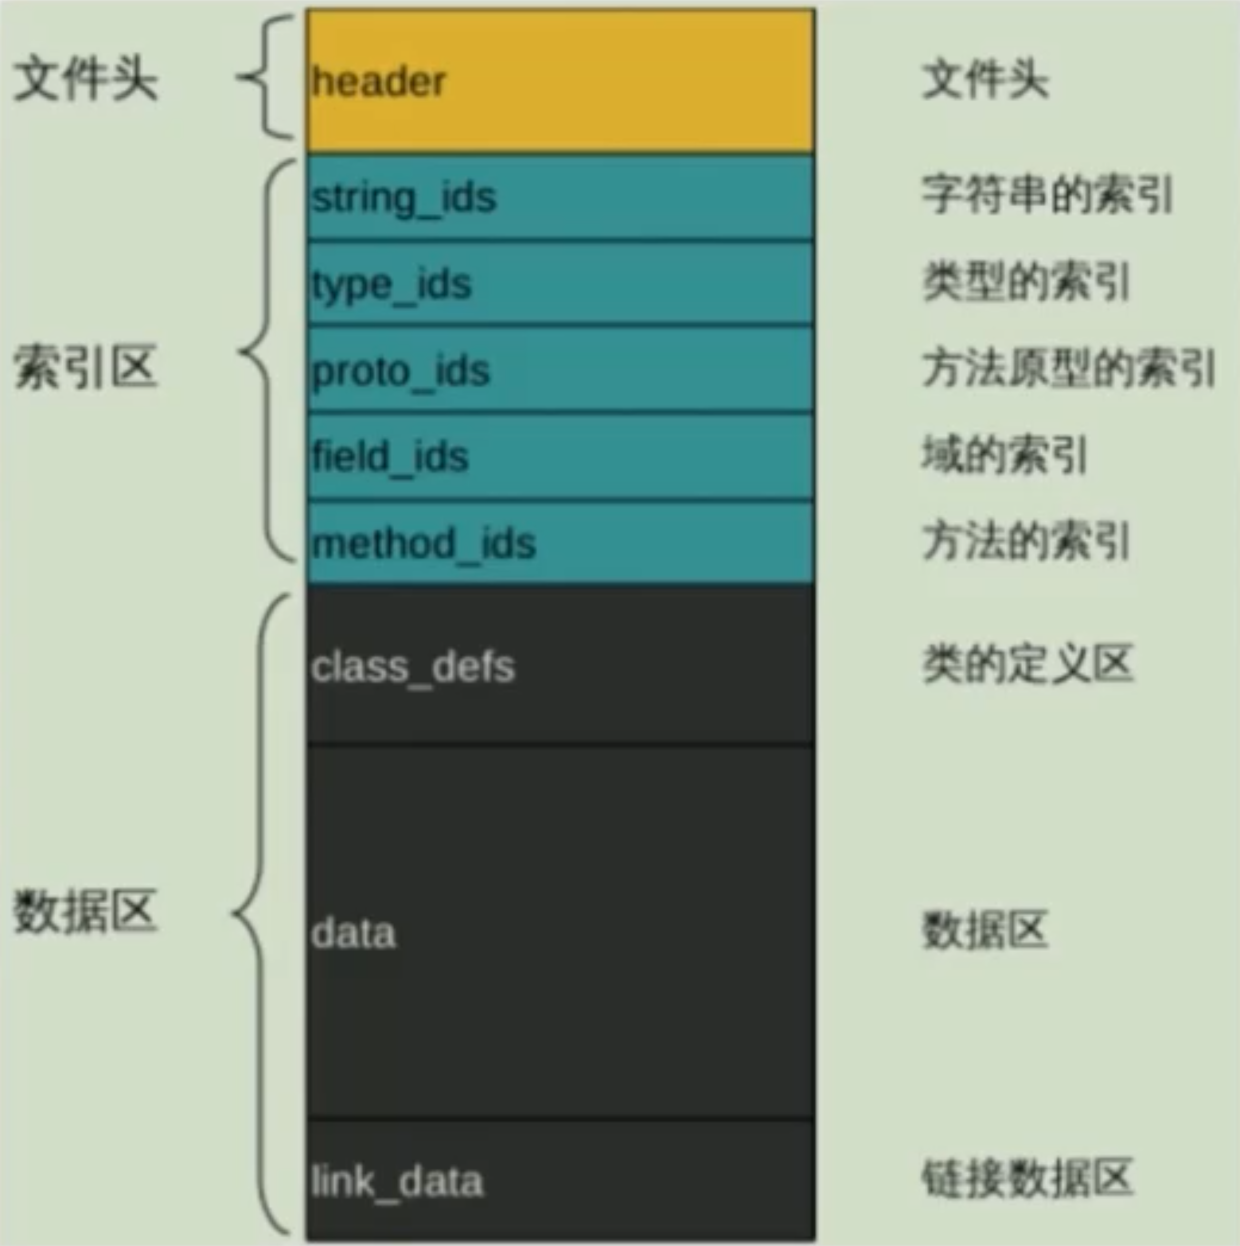 文件头 header 文件头
string_ids 字符串的索引
type_ids 类型的索引
索引区 proto_ids 方法原型的索引
field_ids 域的索引
method_ids 方法的索引
class_defs 类的定义区
数据区 data 数据区
link_data 链接数据区